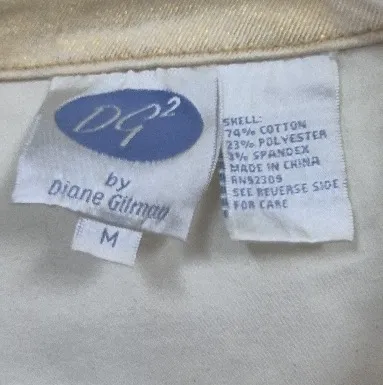 DG2
by
Diane Gilman
M
SHELL:
74% COTTON
23% POLYESTER
3% SPANDEX
MADE IN CHINA
RN92309
SEE REVERSE SIDE
FOR CARE